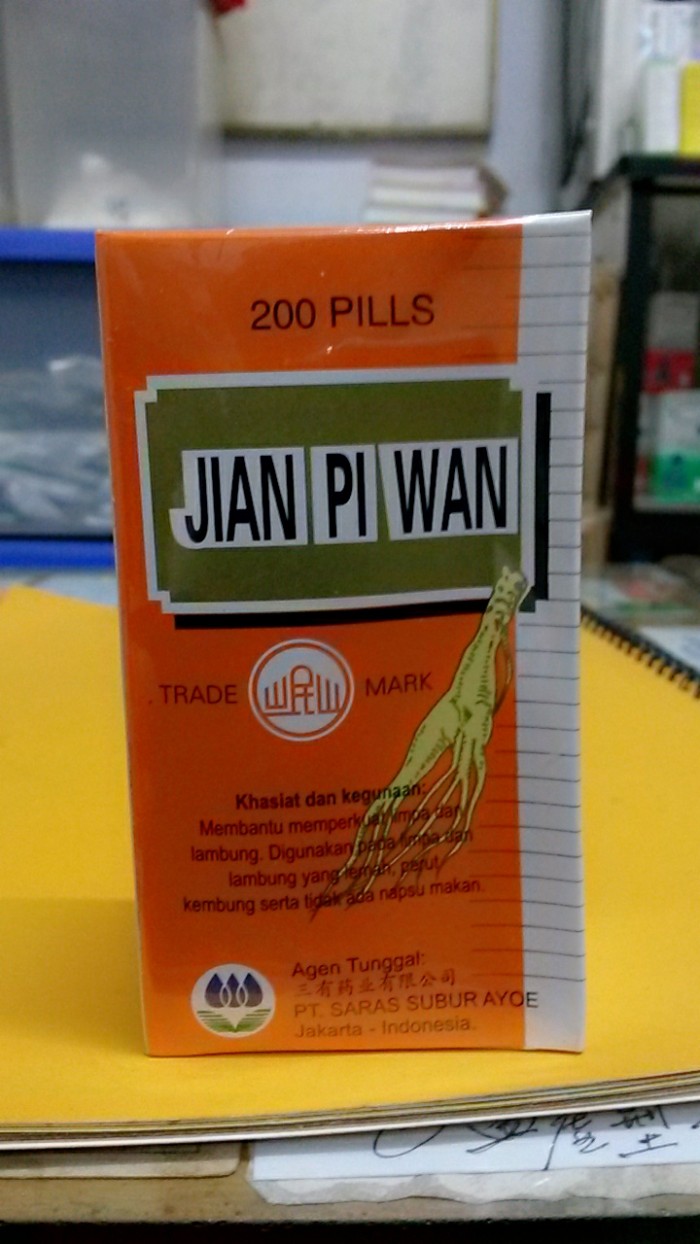 200 PILLS
JIAN PI WAN
TRADE MARK
Khasiat dan kegunaan:
Membantu memperkuat limpa dan
lambung. Digunakan pada limpa dan
lambung yang lemah, perut
kembung serta tidak ada napsu makan.
Agen Tunggal:
三有药业有限公司
PT. SARAS SUBUR AYOE
Jakarta - Indonesia.